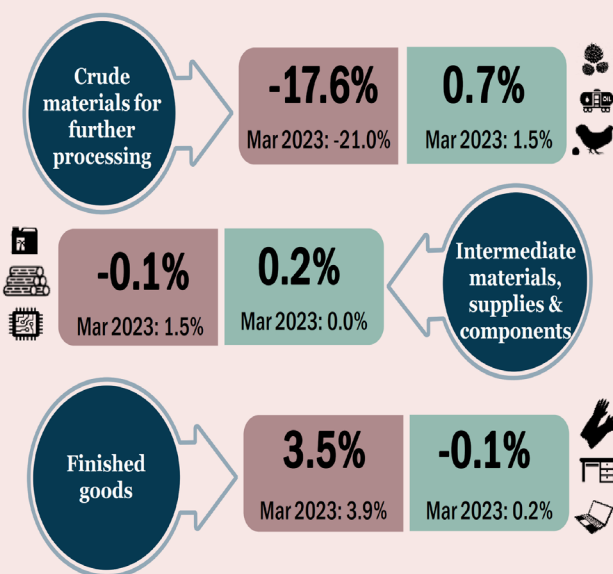 Crude
materials for
further
processing
-17.6%
0.7%
Mar 2023: -21.0%
Mar 2023: 1.5%
OIL
-0.1%
0.2%
Mar 2023: 1.5%
Mar 2023: 0.0%
Intermediate
materials,
supplies &
components
Finished
goods
3.5%
-0.1%
Mar 2023: 3.9%
Mar 2023: 0.2%